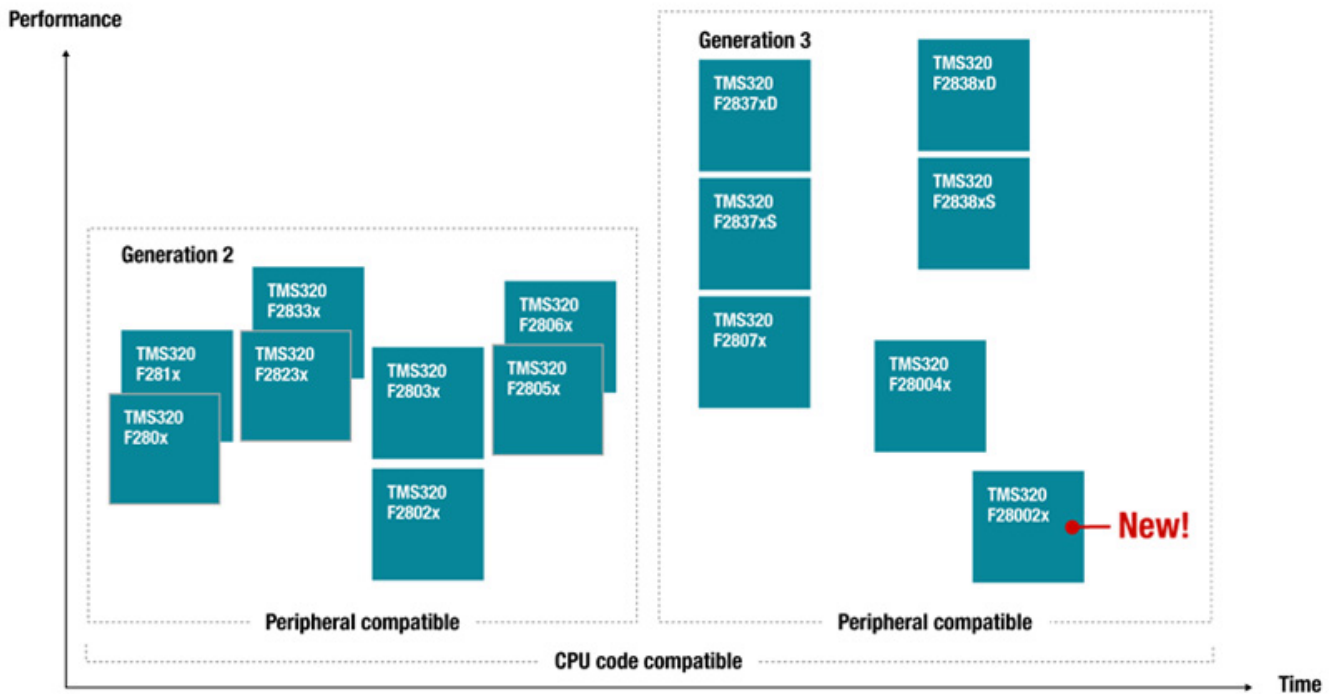 Performance
Generation 3
TMS320
F2837xD
TMS320
F2838xD
TMS320
F2837xS
TMS320
F2838xS
TMS320
F2807x
TMS320
F28004x
TMS320
F28002x
New!
Peripheral compatible
Generation 2
TMS320
F2833x
TMS320
F2806x
TMS320
F281x
TMS320
F2823x
TMS320
F2803x
TMS320
F2805x
TMS320
F280x
TMS320
F2802x
Peripheral compatible
CPU code compatible
Time